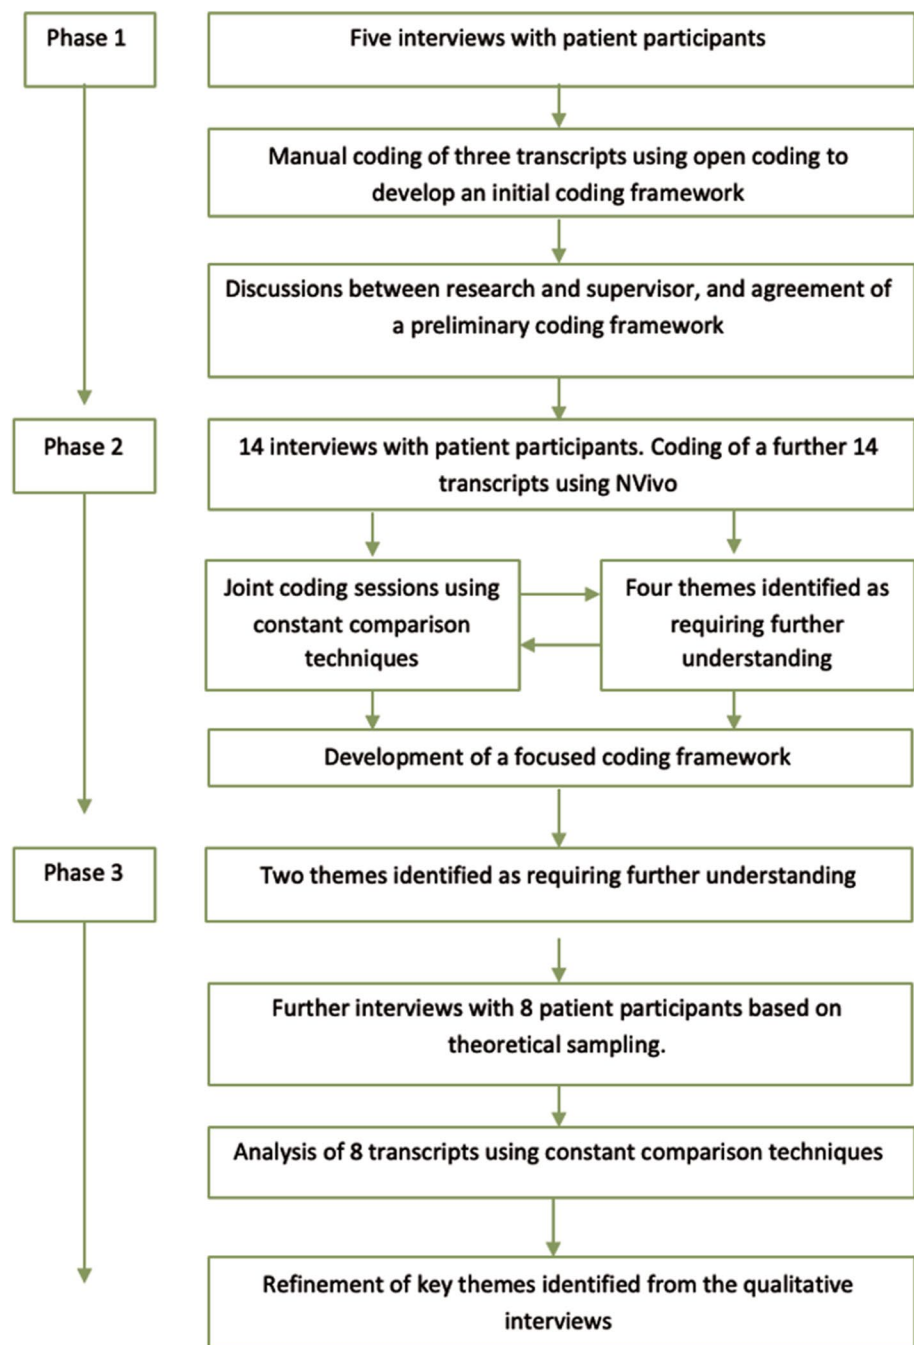 Phase 1
Five interviews with patient participants
Manual coding of three transcripts using open coding to
develop an initial coding framework
Discussions between research and supervisor, and agreement of
a preliminary coding framework
Phase 2
14 interviews with patient participants. Coding of a further 14
transcripts using NVivo
Joint coding sessions using
constant comparison
techniques
Four themes identified as
requiring further
understanding
Development of a focused coding framework
Phase 3
Two themes identified as requiring further understanding
Further interviews with 8 patient participants based on
theoretical sampling.
Analysis of 8 transcripts using constant comparison techniques
Refinement of key themes identified from the qualitative
interviews